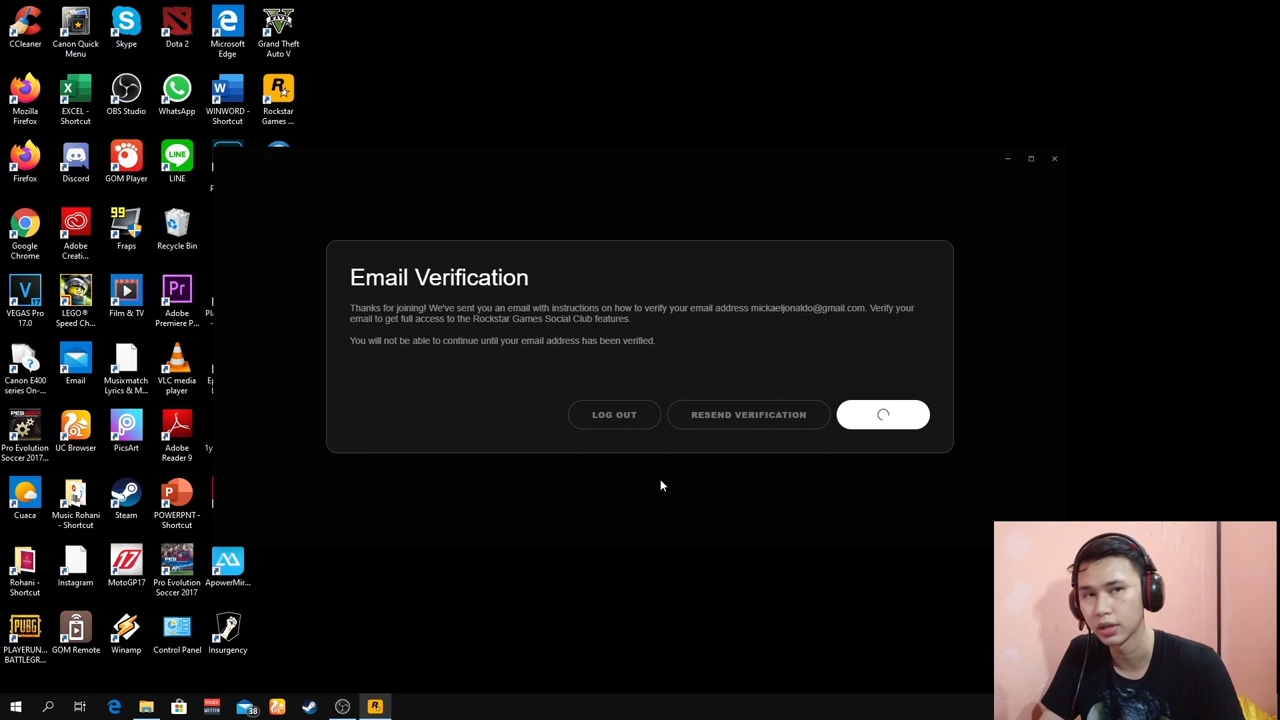 CCleaner
Canon Quick
Menu
Skype
Dota 2
Microsoft
Edge
Grand Theft
Auto V
Mozilla
Firefox
EXCEL -
Shortcut
OBS Studio
WhatsApp
WINWORD -
Shortcut
Rockstar
Games ...
Firefox
Discord
GOM Player
LINE
Google
Chrome
Adobe
Creati...
99
Fraps
Recycle Bin
VEGAS Pro
17.0
LEGO®
Speed Ch...
Film & TV
Adobe
Premiere P...
Canon E400
series On-...
Email
Musixmatch
Lyrics & M...
VLC media
player
Pro Evolution
Soccer 2017...
UC Browser
PicsArt
Adobe
Reader 9
Cuaca
Music Rohani
- Shortcut
Steam
POWERPNT -
Shortcut
Rohani -
Shortcut
Instagram
MotoGP17
Pro Evolution
Soccer 2017
ApowerMir...
PUBG
PLAYERUN...
BATTLEGR...
GOM Remote
Winamp
Control Panel
Insurgency
Email Verification
Thanks for joining! We've sent you an email with instructions on how to verify your email address mickaeljonaldo@gmail.com. Verify your
email to get full access to the Rockstar Games Social Club features.
You will not be able to continue until your email address has been verified.
LOG OUT
RESEND VERIFICATION
38